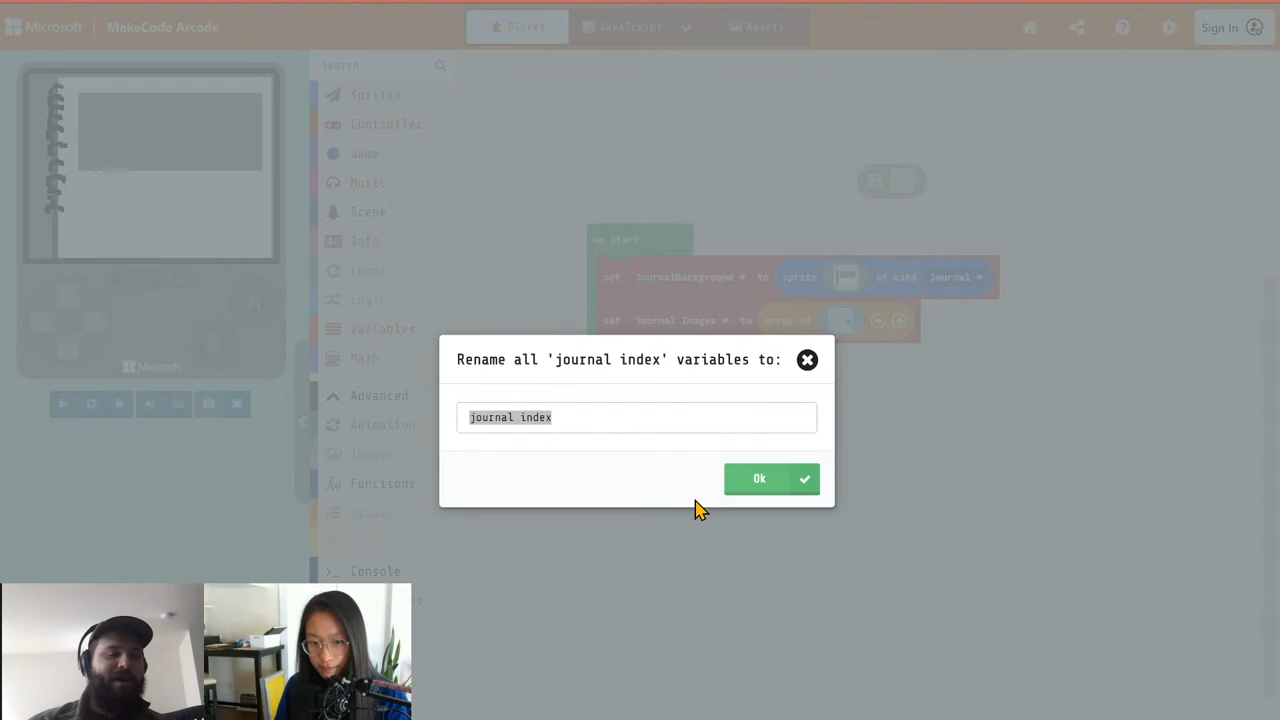 Microsoft
MakeCode Arcade
Blocks
JavaScript
Assets
Sign In
Search...
Sprites
Controller
Game
Music
Scene
Info
Loops
Logic
Variables
Math
Advanced
Animation
Images
Functions
Arrays
Console
on start
set JournalBackground to sprite of kind Journal
set Journal Images to array of
Rename all 'journal index' variables to:
journal index
Ok
Microsoft